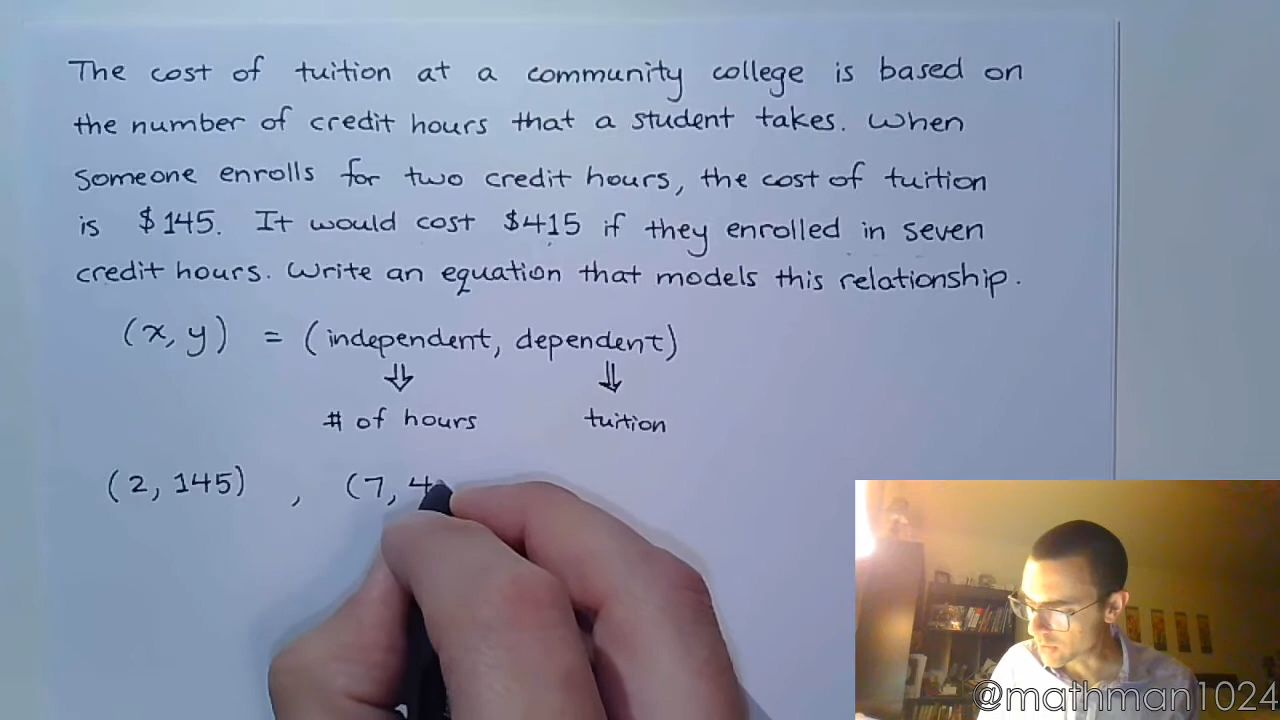 The cost of tuition at a community college is based on
the number of credit hours that a student takes. When
someone enrolls for two credit hours, the cost of tuition
is $145. It would cost $415 if they enrolled in seven
credit hours. Write an equation that models this relationship.
(x, y) = (independent, dependent)
⇓ ⇓
# of hours tuition
(2, 145) , (7, 4
@mathman1024